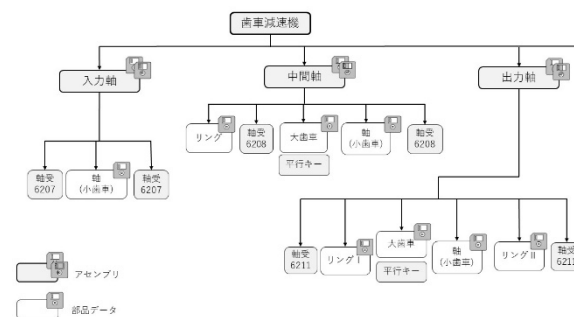 歯車減速機
入力軸
中間軸
出力軸
リング
軸受
6208
大歯車
平行キー
軸
(小歯車)
軸受
6208
軸受
6207
軸
(小歯車)
軸受
6207
軸受
6211
リングⅠ
大歯車
平行キー
軸
(小歯車)
リングⅡ
軸受
6211
アセンブリ
部品データ